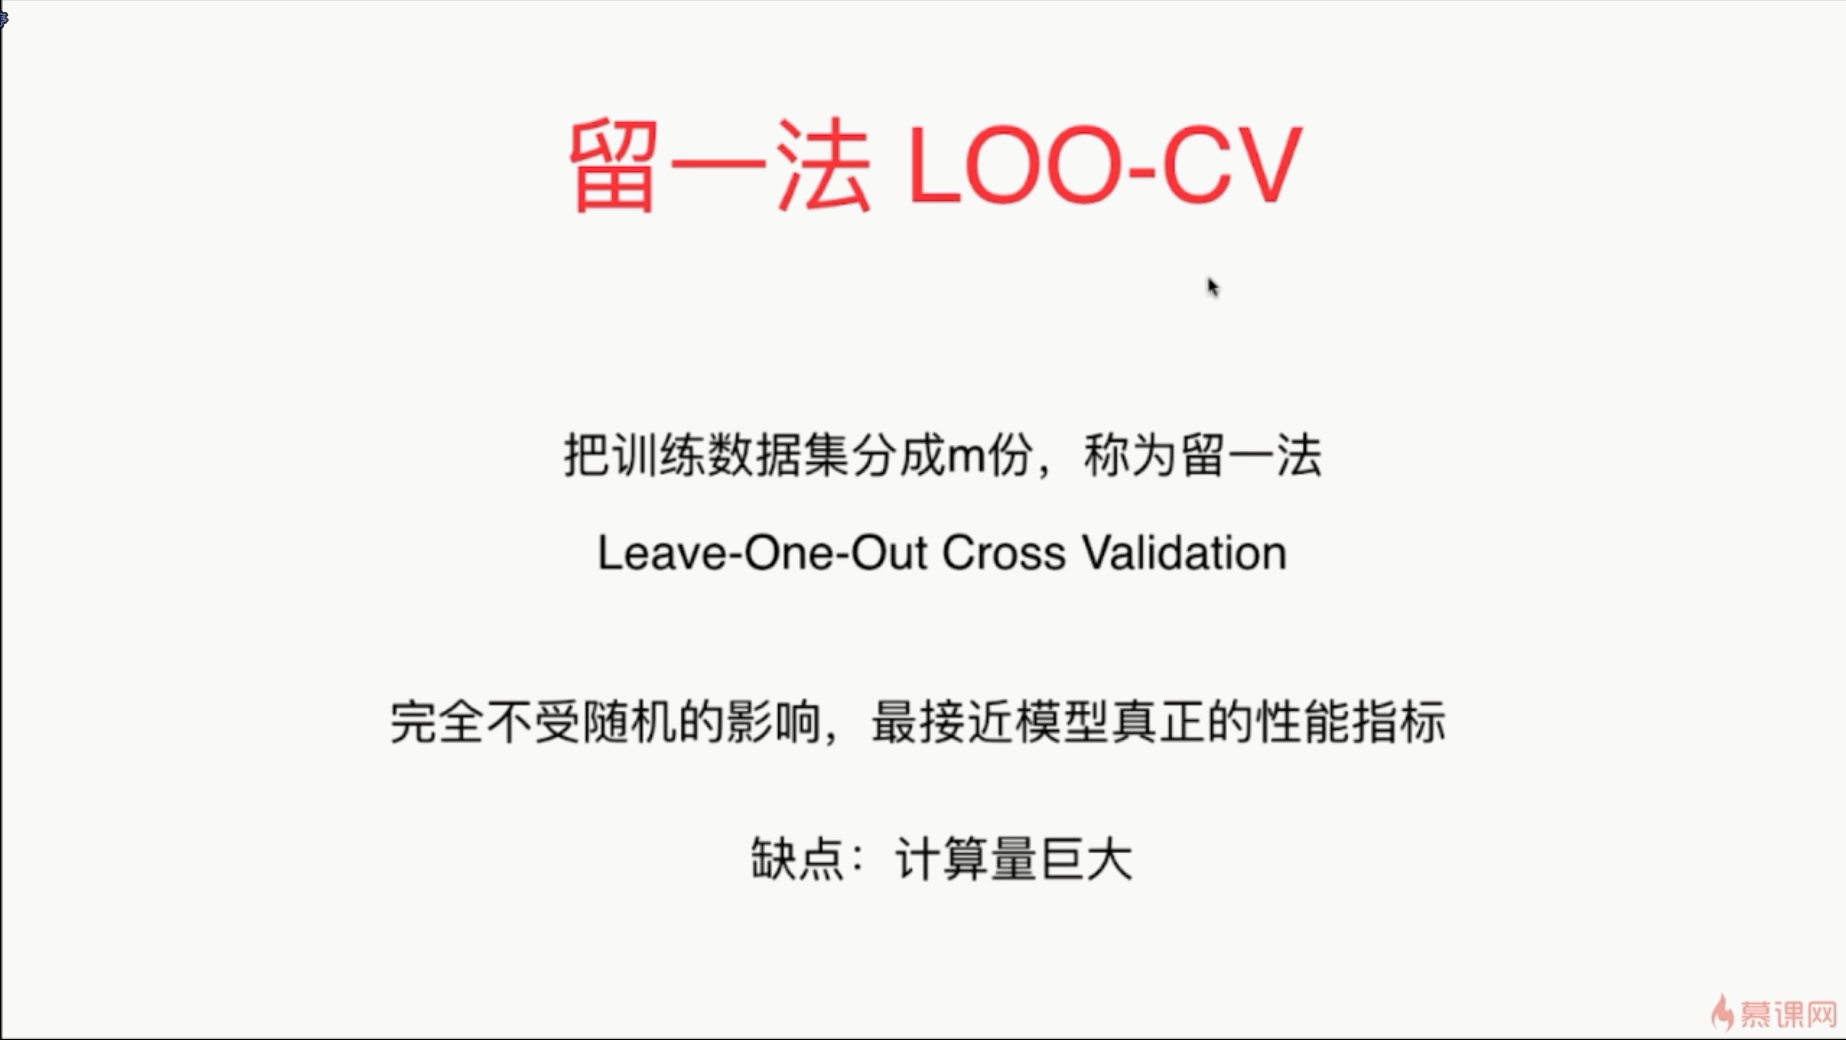 留一法 LOO-CV
把训练数据集分成m份，称为留一法
Leave-One-Out Cross Validation
完全不受随机的影响，最接近模型真正的性能指标
缺点：计算量巨大
慕课网